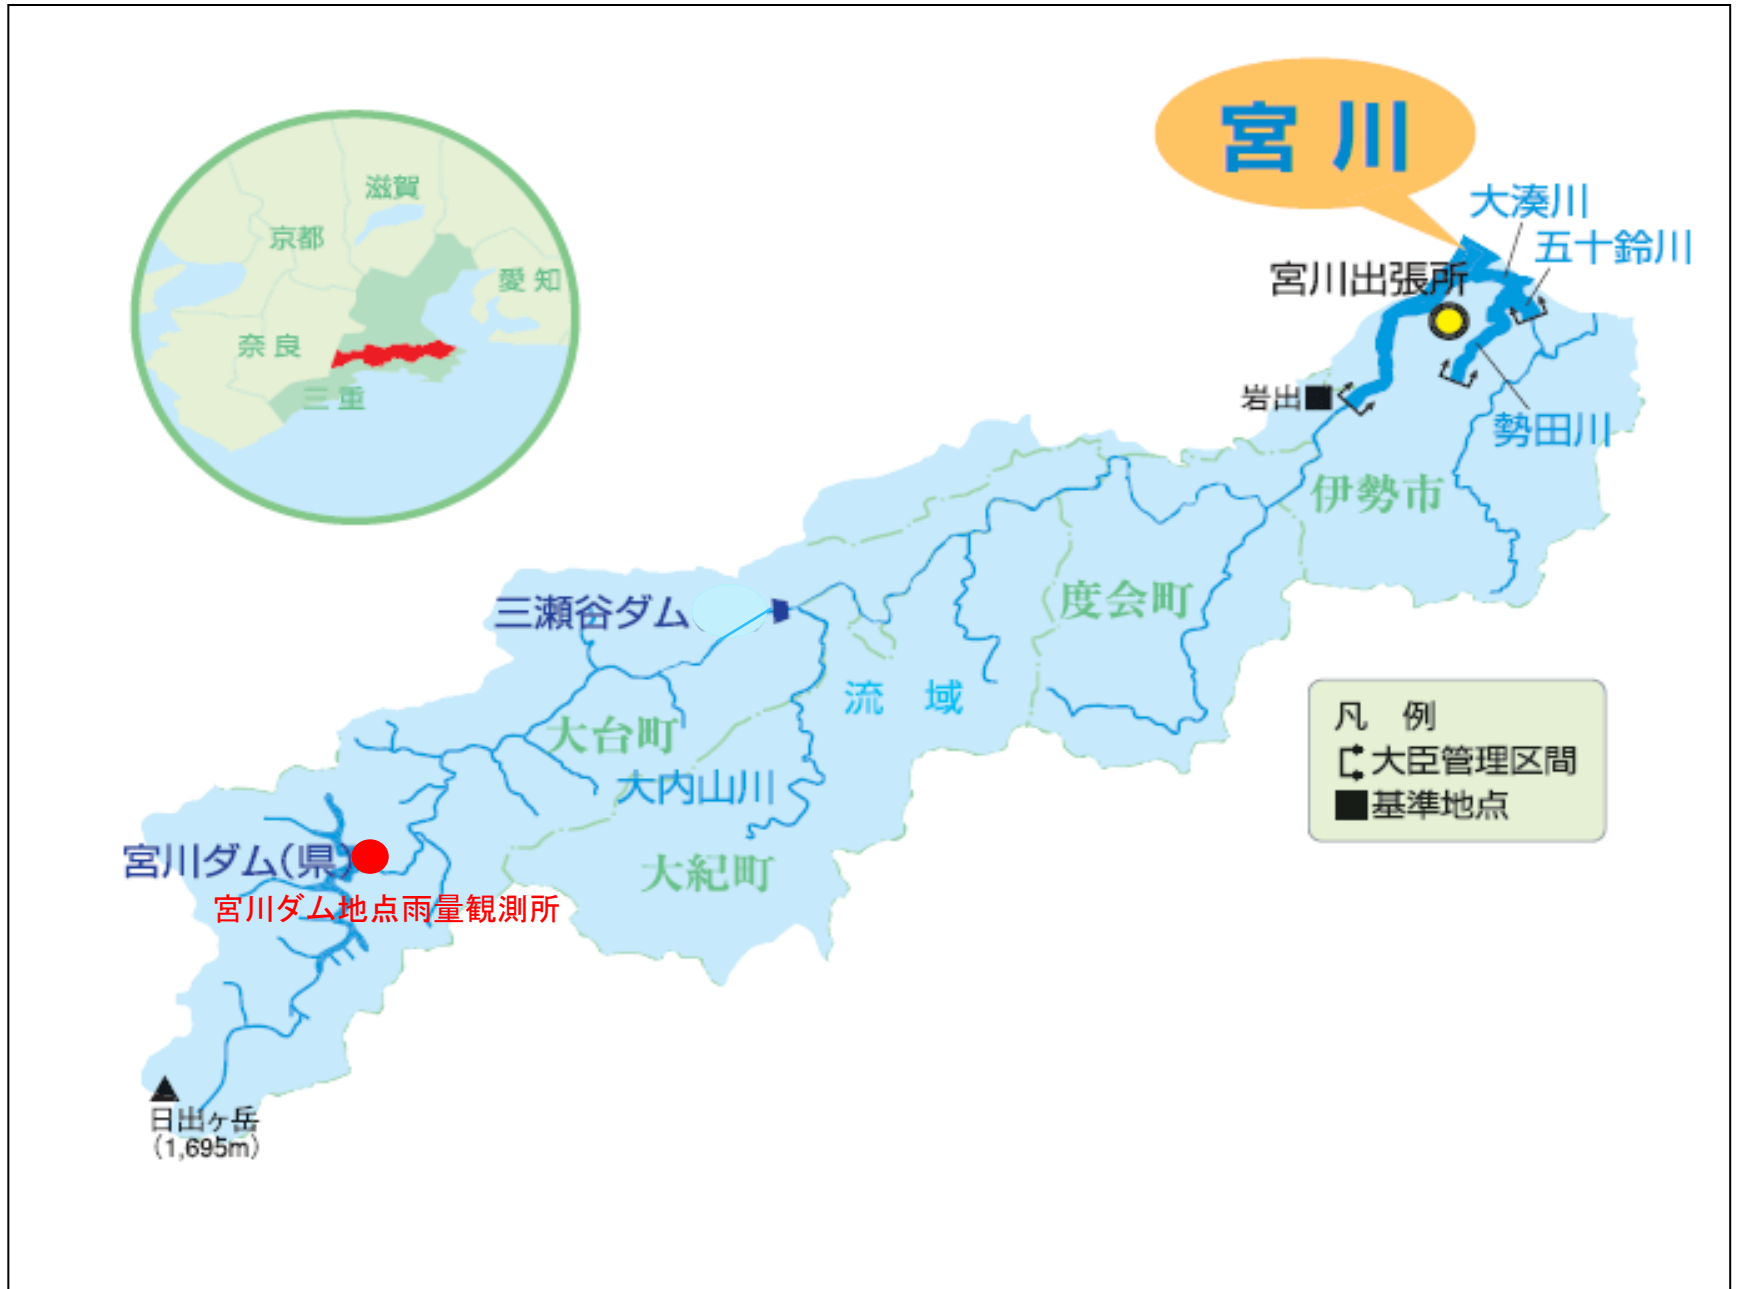 宮川
滋賀
京都
愛知
奈良
三重
大湊川
五十鈴川
宮川出張所
岩出
勢田川
伊勢市
度会町
三瀬谷ダム
流域
大台町
大内山川
大紀町
宮川ダム(県)
宮川ダム地点雨量観測所
凡例
大臣管理区間
基準地点
日出ヶ岳
(1,695m)